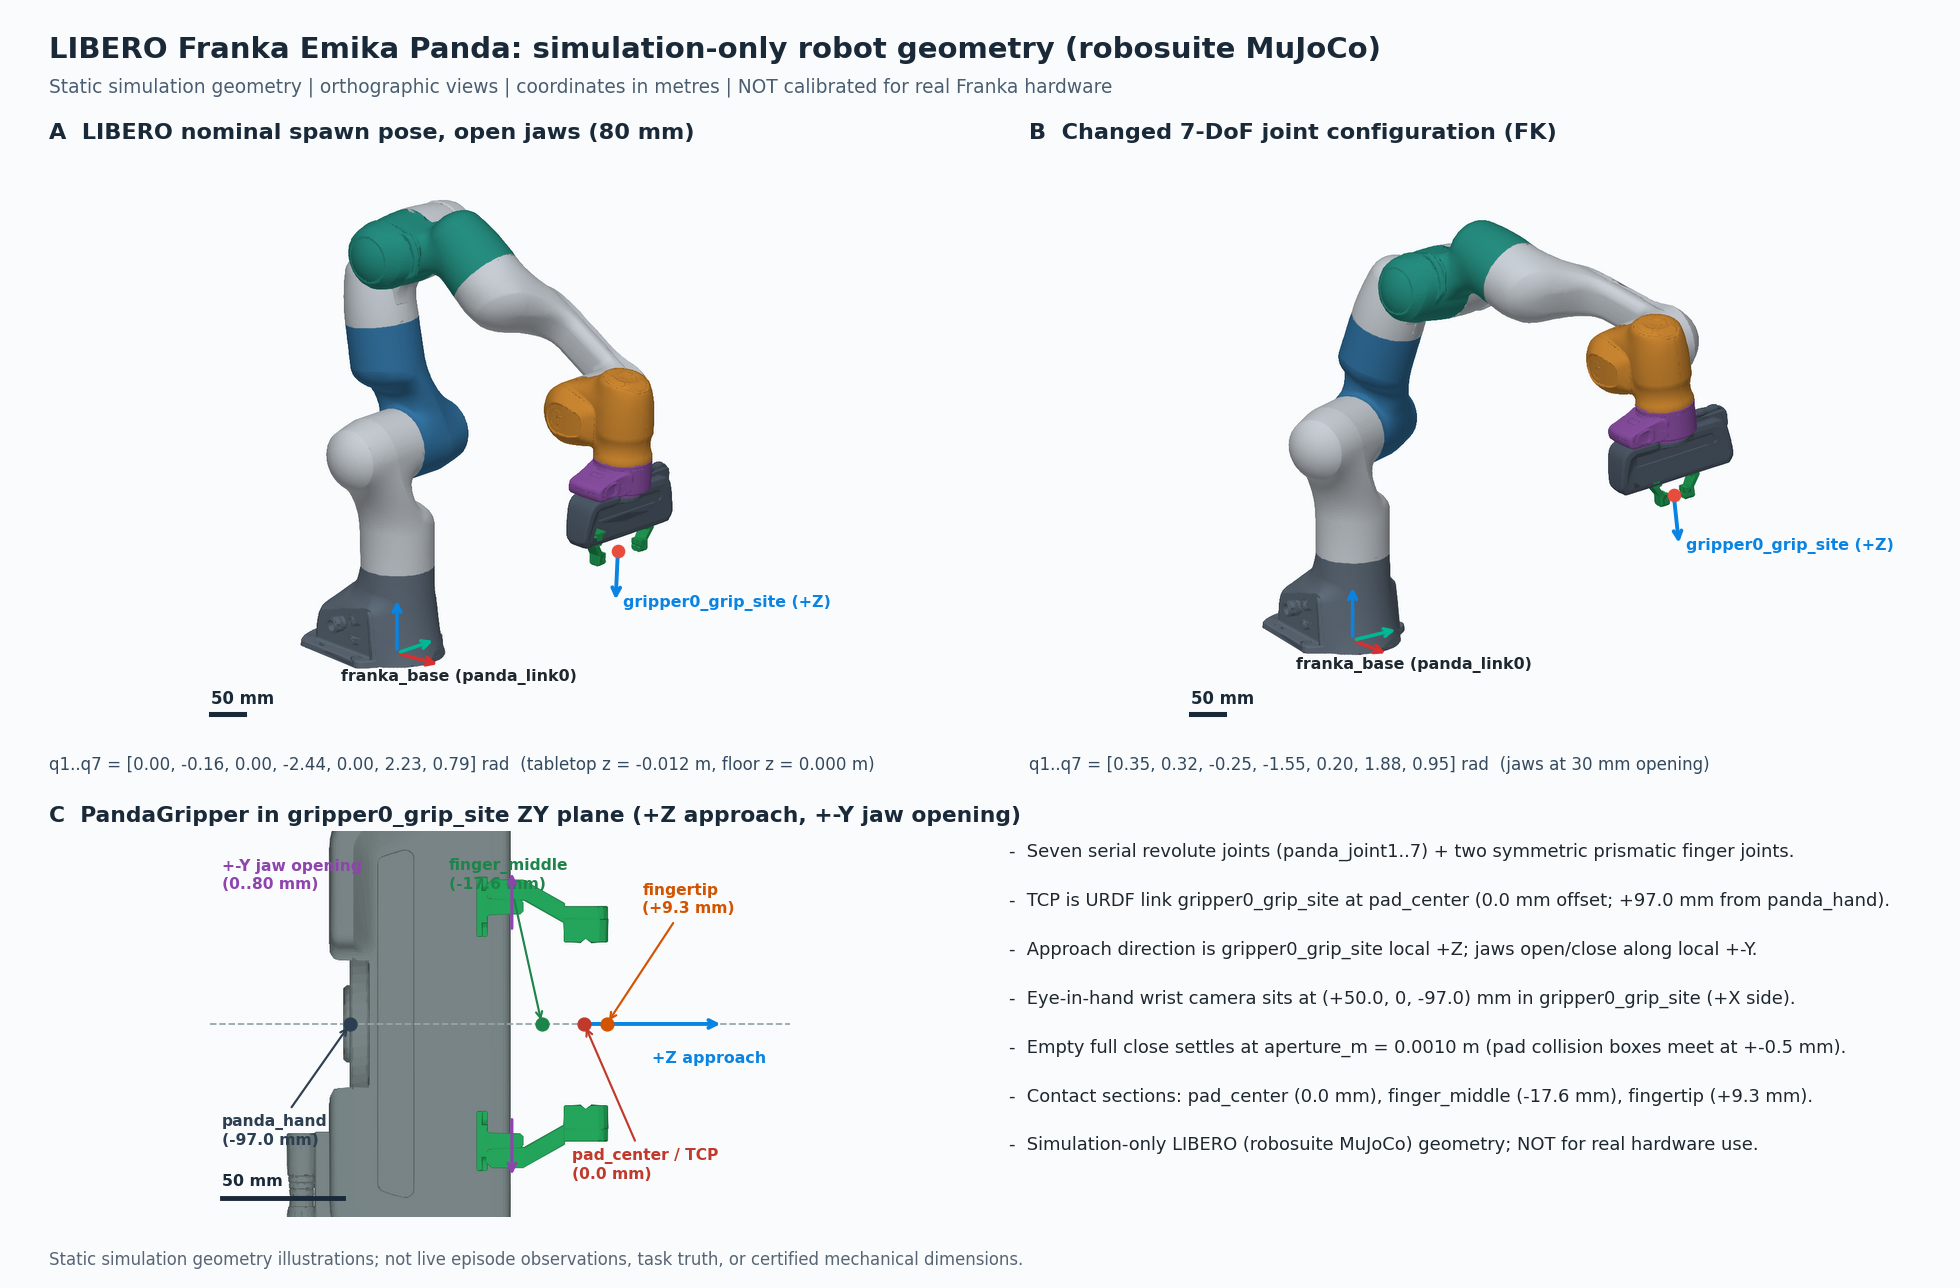 LIBERO Franka Emika Panda: simulation-only robot geometry (robosuite MuJoCo)
Static simulation geometry | orthographic views | coordinates in metres | NOT calibrated for real Franka hardware
A  LIBERO nominal spawn pose, open jaws (80 mm)
gripper0_grip_site (+Z)
franka_base (panda_link0)
50 mm
q1..q7 = [0.00, -0.16, 0.00, -2.44, 0.00, 2.23, 0.79] rad  (tabletop z = -0.012 m, floor z = 0.000 m)
B  Changed 7-DoF joint configuration (FK)
gripper0_grip_site (+Z)
franka_base (panda_link0)
50 mm
q1..q7 = [0.35, 0.32, -0.25, -1.55, 0.20, 1.88, 0.95] rad  (jaws at 30 mm opening)
C  PandaGripper in gripper0_grip_site ZY plane (+Z approach, +-Y jaw opening)
+-Y jaw opening
(0..80 mm)
finger_middle
(-17.6 mm)
fingertip
(+9.3 mm)
+Z approach
panda_hand
(-97.0 mm)
pad_center / TCP
(0.0 mm)
50 mm
- Seven serial revolute joints (panda_joint1..7) + two symmetric prismatic finger joints.
- TCP is URDF link gripper0_grip_site at pad_center (0.0 mm offset; +97.0 mm from panda_hand).
- Approach direction is gripper0_grip_site local +Z; jaws open/close along local +-Y.
- Eye-in-hand wrist camera sits at (+50.0, 0, -97.0) mm in gripper0_grip_site (+X side).
- Empty full close settles at aperture_m = 0.0010 m (pad collision boxes meet at +-0.5 mm).
- Contact sections: pad_center (0.0 mm), finger_middle (-17.6 mm), fingertip (+9.3 mm).
- Simulation-only LIBERO (robosuite MuJoCo) geometry; NOT for real hardware use.
Static simulation geometry illustrations; not live episode observations, task truth, or certified mechanical dimensions.